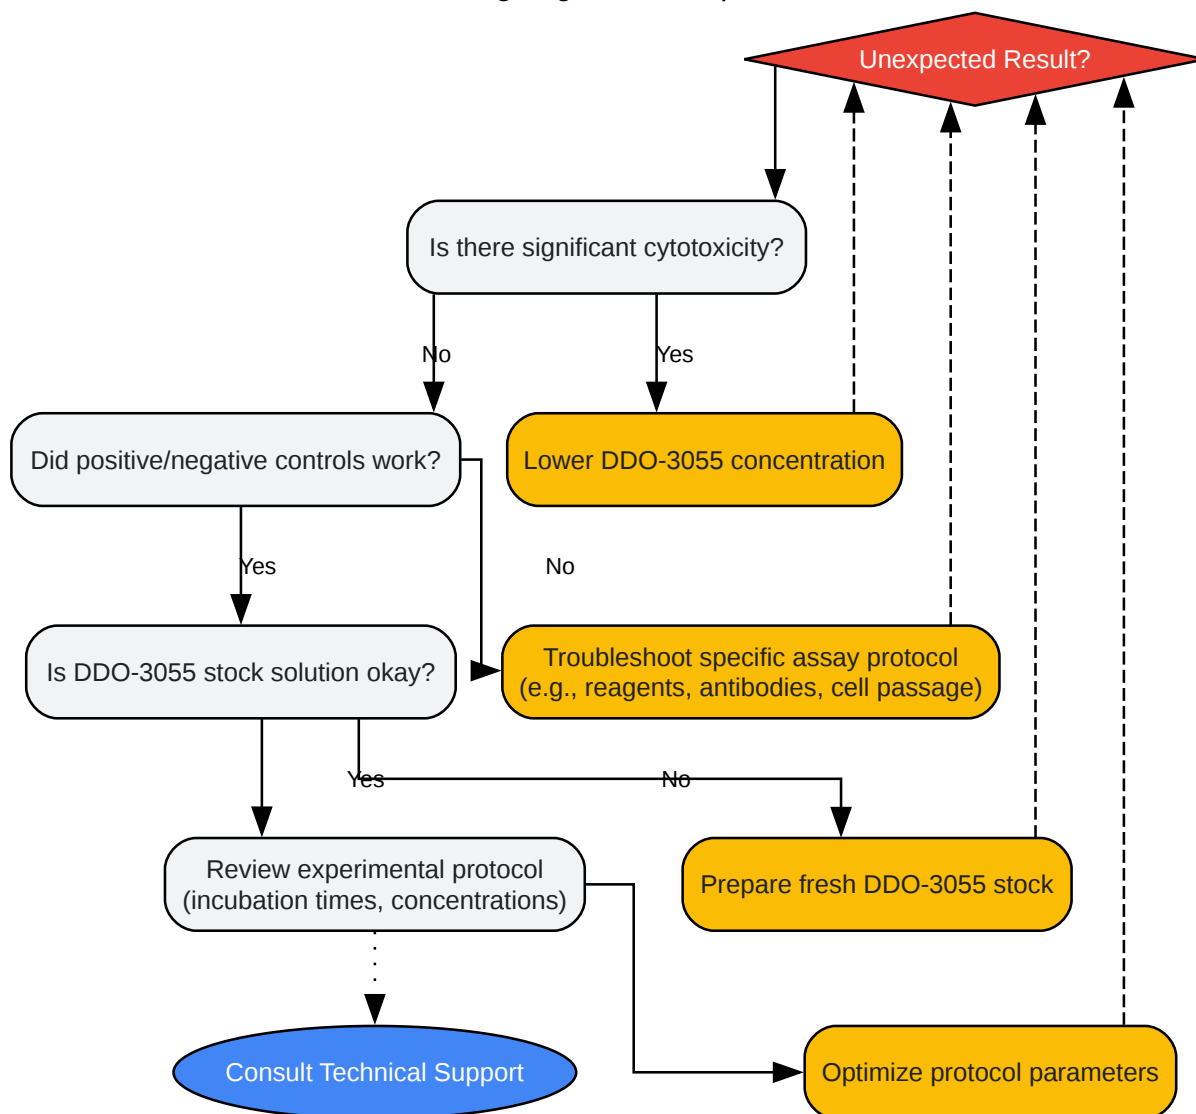 Unexpected Result?
Is there significant cytotoxicity?
No
Yes
Did positive/negative controls work?
Lower DDO-3055 concentration
Yes
No
Is DDO-3055 stock solution okay?
Troubleshoot specific assay protocol
(e.g., reagents, antibodies, cell passage)
Yes
No
Review experimental protocol
(incubation times, concentrations)
Prepare fresh DDO-3055 stock
Consult Technical Support
Optimize protocol parameters